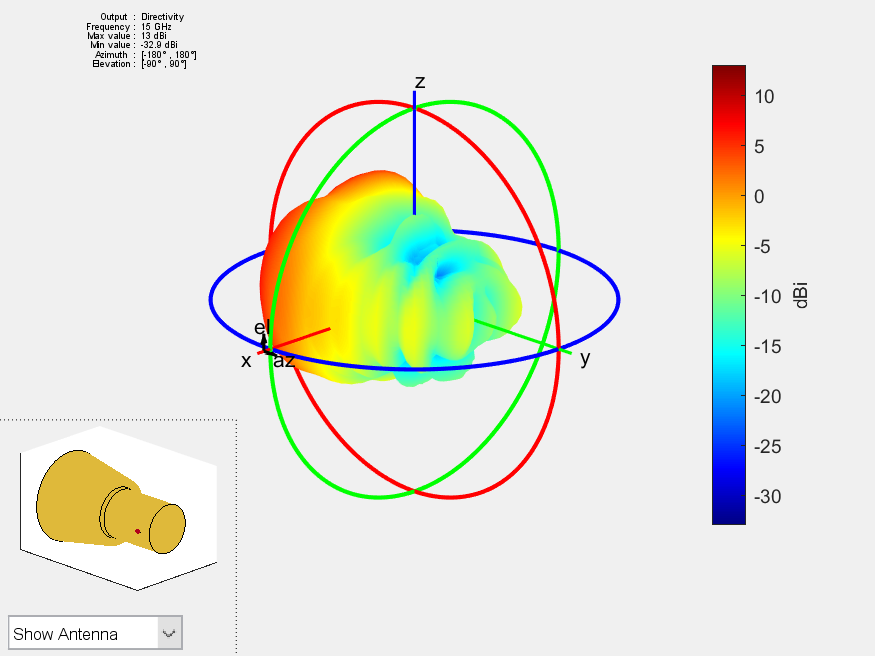 Output : Directivity
Frequency : 15 GHz
Max value : 13 dBi
Min value : -32.9 dBi
Azimuth : [-180° , 180°]
Elevation : [-90° , 90°]
z
10
5
0
-5
-10
-15
-20
-25
-30
dBi
el
x
az
y
Show Antenna